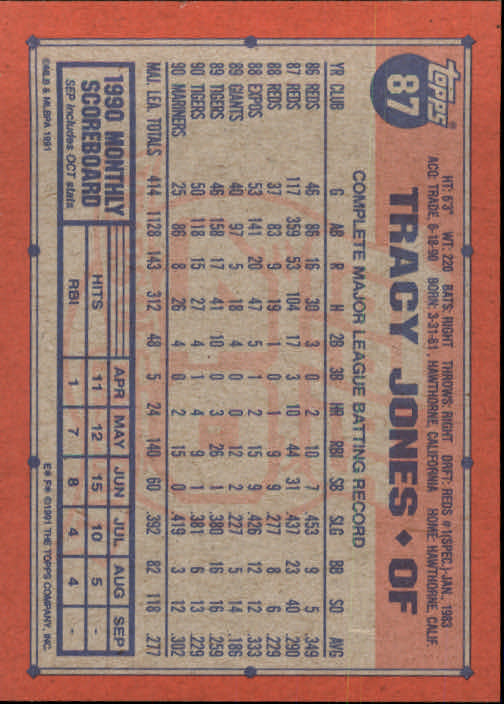 Topps®
87
HT: 6'3" WT: 220 BATS: RIGHT THROWS: RIGHT DRAFT: REDS #1(SPEC.)-JAN., 1983
ACQ: TRADE, 6-18-90 BORN: 3-31-61, HAWTHORNE, CALIFORNIA HOME: HAWTHORNE, CALIF.
TRACY JONES ◆ OF
COMPLETE MAJOR LEAGUE BATTING RECORD
YR CLUB G AB R H 2B 3B HR RBI SB SLG BB SO AVG
86 REDS 46 86 16 30 3 0 2 10 7 .453 9 5 .349
87 REDS 117 359 53 104 17 3 10 44 31 .437 23 40 .290
88 REDS 37 83 9 19 1 0 1 9 9 .277 8 6 .229
88 EXPOS 53 141 20 47 5 1 2 15 9 .426 12 12 .333
89 GIANTS 40 97 5 18 4 0 0 12 2 .227 5 14 .186
89 TIGERS 46 158 17 41 10 0 3 26 1 .380 16 16 .259
90 TIGERS 50 118 15 27 4 1 4 9 1 .381 6 13 .229
90 MARINERS 25 86 8 26 4 0 2 15 0 .419 3 12 .302
MAJ. LEA. TOTALS 414 1128 143 312 48 5 24 140 60 .392 82 118 .277
1990 MONTHLY
SCOREBOARD
SEP includes OCT stats
APR MAY JUN JUL AUG SEP
HITS 11 12 15 10 5 -
RBI 1 7 8 4 4 -
©MLB & MLBPA 1991
E* F* ©1991 THE TOPPS COMPANY, INC.